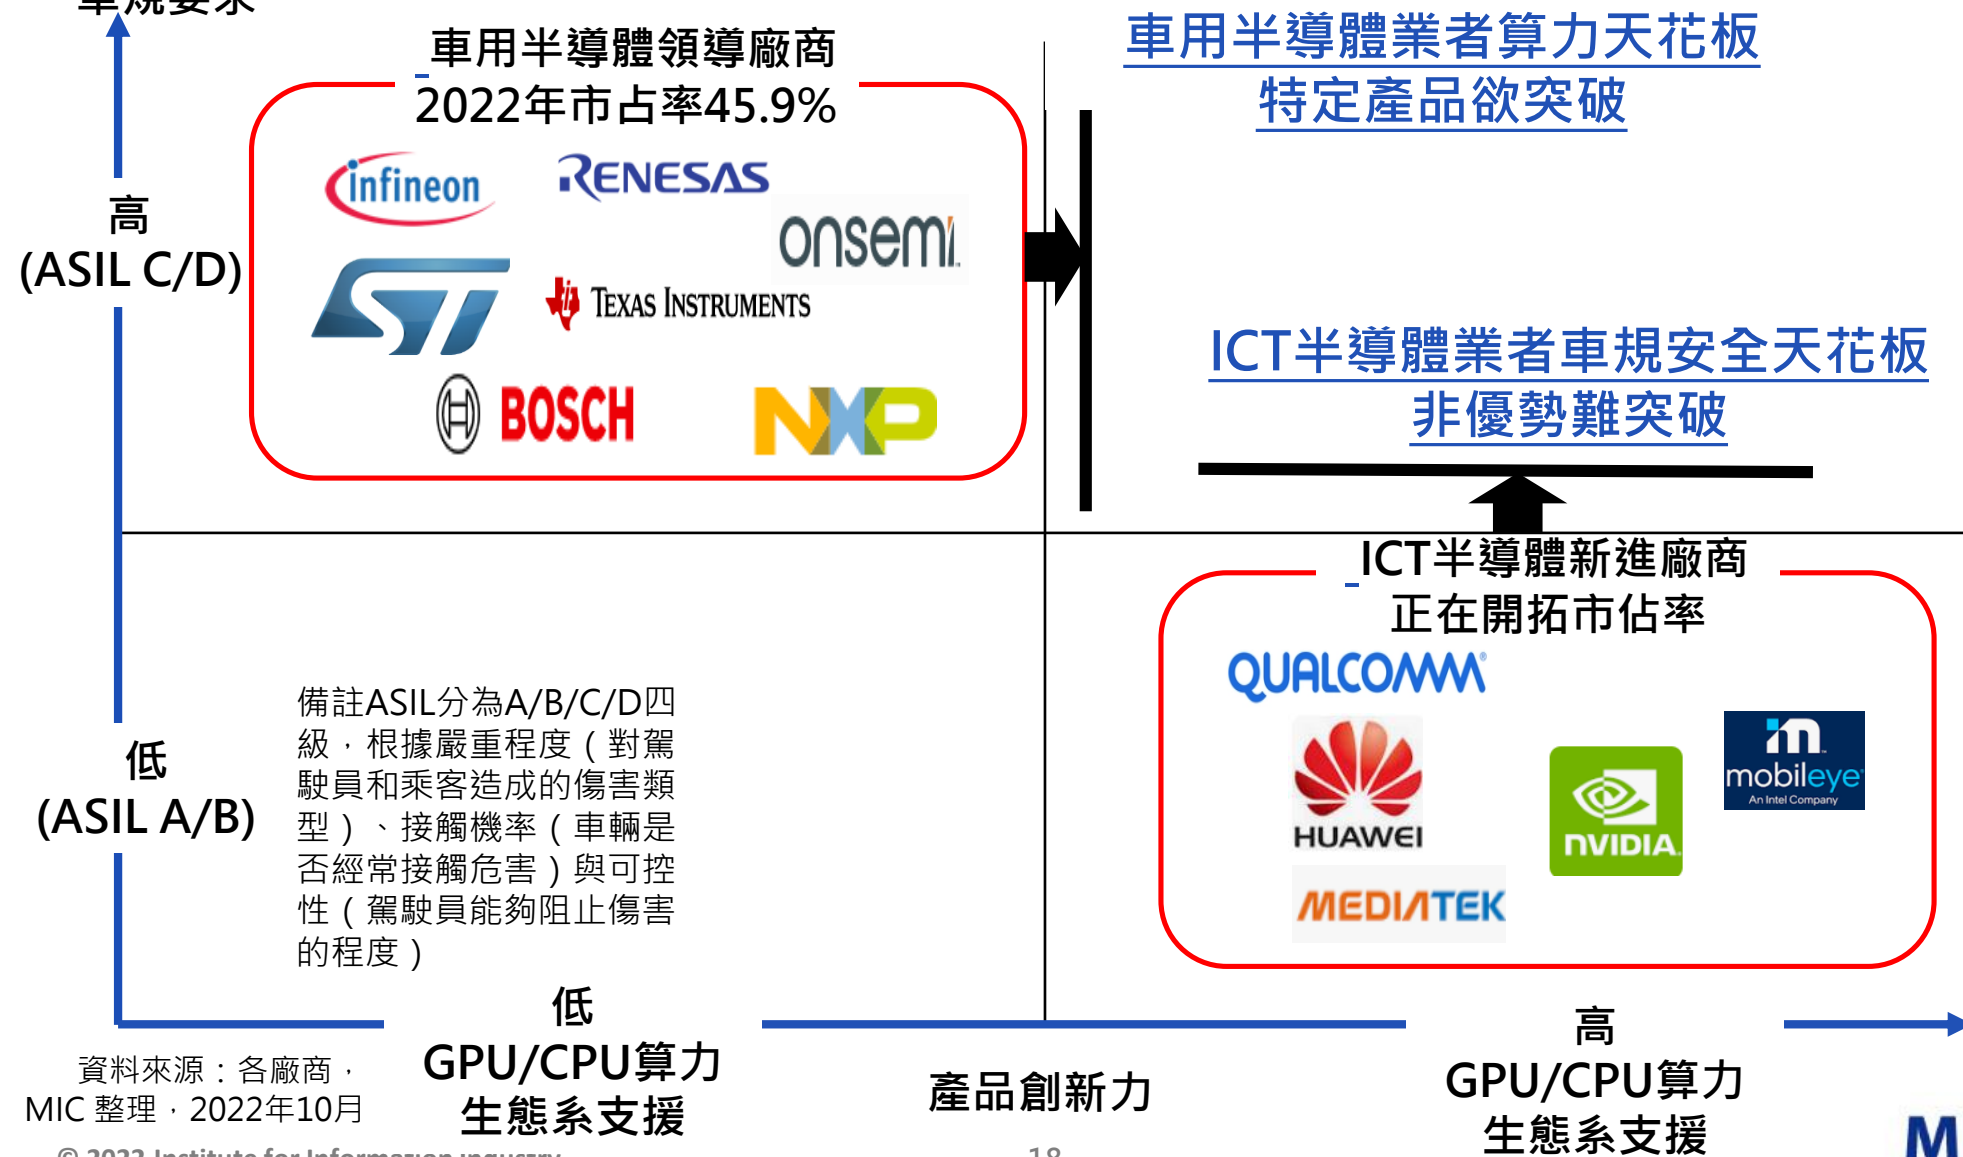 車規要求
車用半導體領導廠商
2022年市占率45.9%
車用半導體業者算力天花板
特定產品欲突破
infineon
RENESAS
onsemi
ST
TEXAS INSTRUMENTS
BOSCH
NXP
高
(ASIL C/D)
ICT半導體業者車規安全天花板
非優勢難突破
ICT半導體新進廠商
正在開拓市佔率
QUALCOMM
HUAWEI
NVIDIA
mobileye
An Intel Company
MEDIATEK
低
(ASIL A/B)
備註ASIL分為A/B/C/D四
級，根據嚴重程度（對駕
駛員和乘客造成的傷害類
型）、接觸機率（車輛是
否經常接觸危害）與可控
性（駕駛員能夠阻止傷害
的程度）
低
GPU/CPU算力
生態系支援
產品創新力
高
GPU/CPU算力
生態系支援
資料來源：各廠商，
MIC 整理，2022年10月
© 2022 Institute for Information Industry
18
M